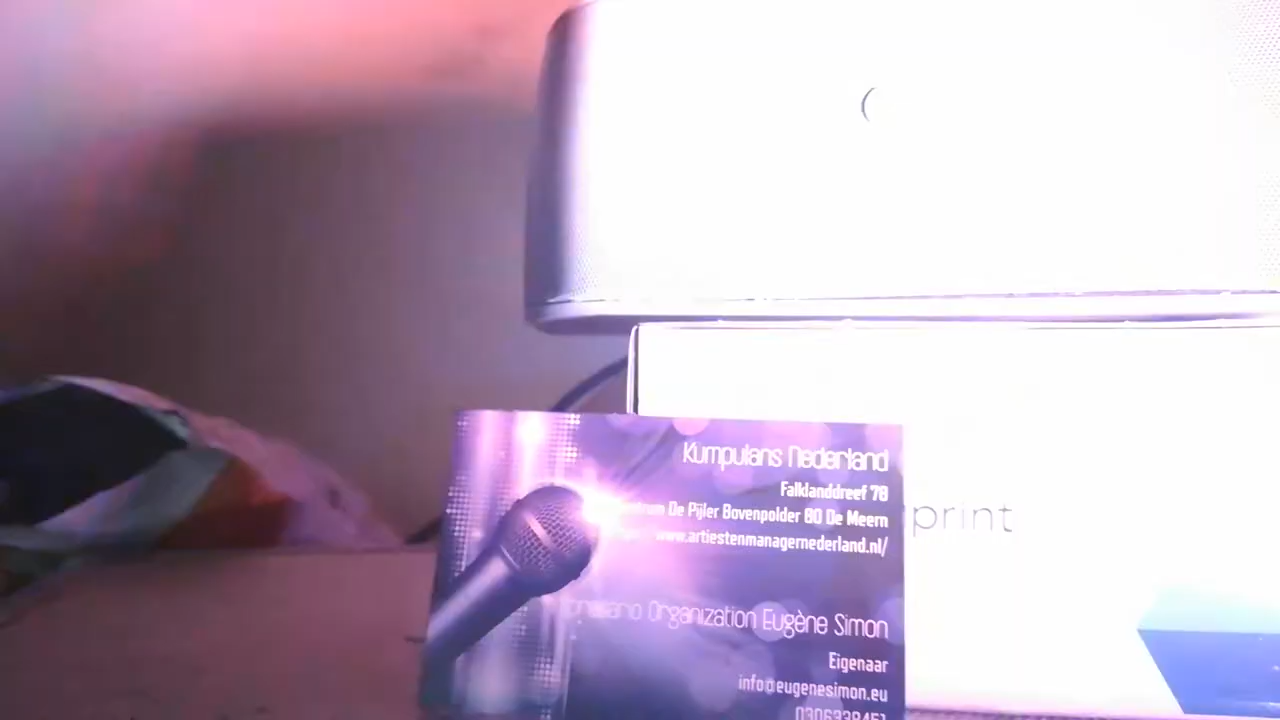 Kumpulans Nederland
Falklanddreef 78
De Pijler Bovenpolder 80 De Meern
www.artiestenmanagernederland.nl/
Organization Eugène Simon
Eigenaar
info@eugenesimon.eu
print